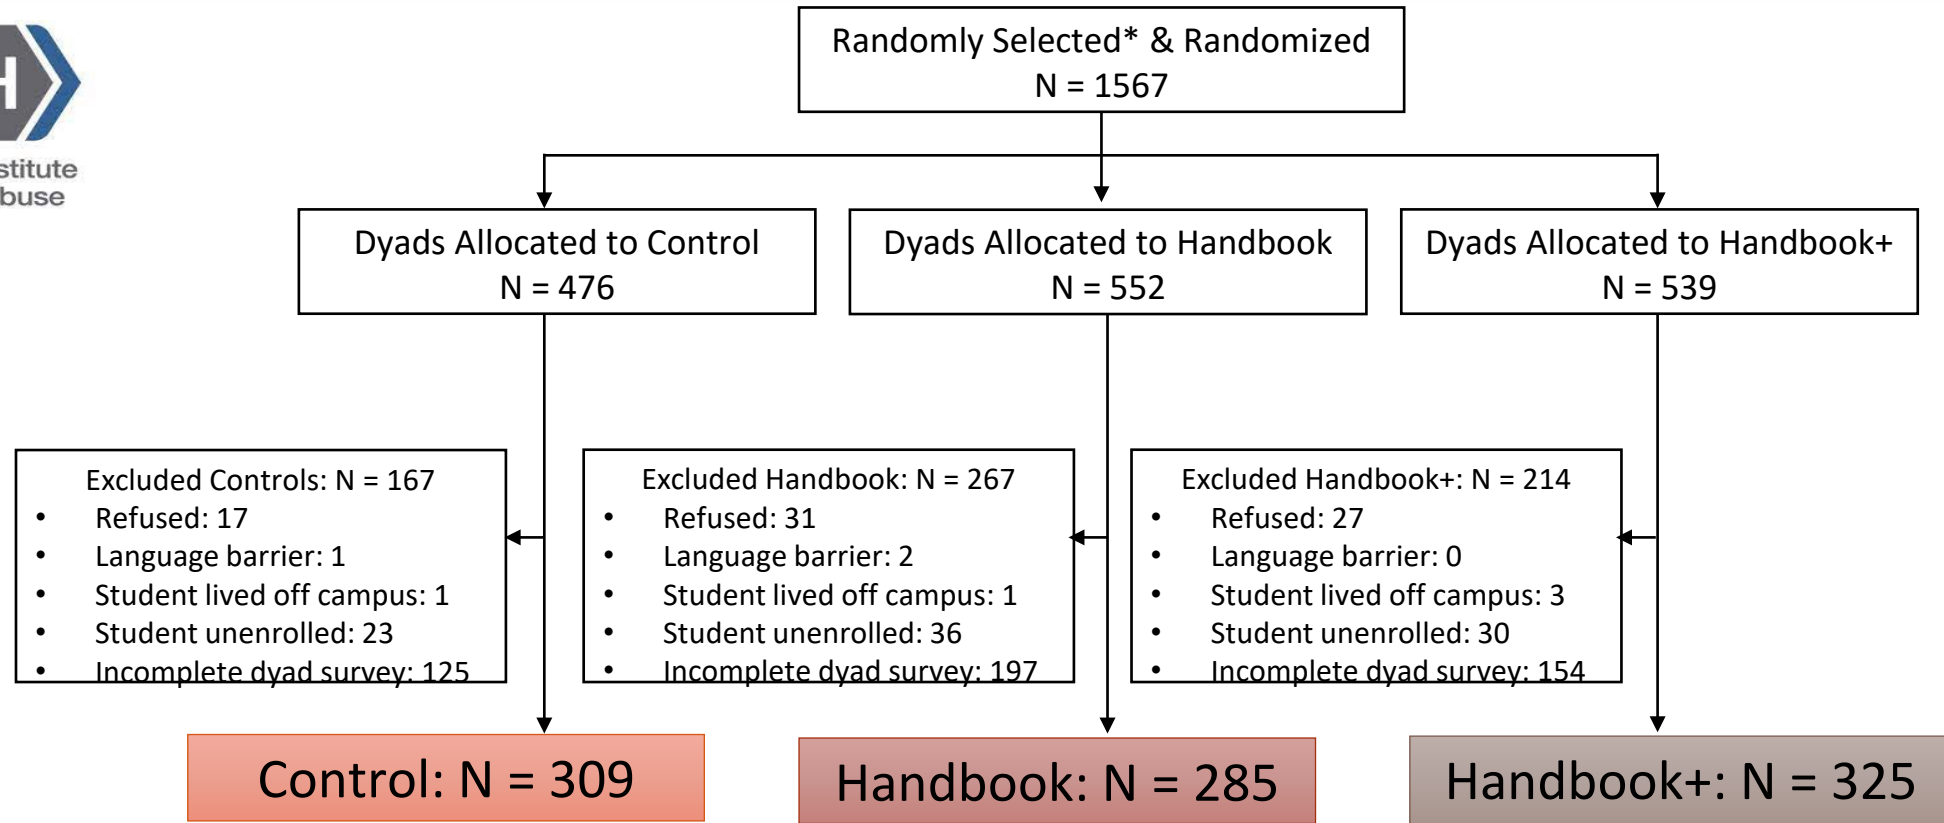 H
stitute
buse
Randomly Selected* & Randomized
N = 1567
Dyads Allocated to Control
N = 476
Dyads Allocated to Handbook
N = 552
Dyads Allocated to Handbook+
N = 539
Excluded Controls: N = 167
• Refused: 17
• Language barrier: 1
• Student lived off campus: 1
• Student unenrolled: 23
• Incomplete dyad survey: 125
Excluded Handbook: N = 267
• Refused: 31
• Language barrier: 2
• Student lived off campus: 1
• Student unenrolled: 36
• Incomplete dyad survey: 197
Excluded Handbook+: N = 214
• Refused: 27
• Language barrier: 0
• Student lived off campus: 3
• Student unenrolled: 30
• Incomplete dyad survey: 154
Control: N = 309
Handbook: N = 285
Handbook+: N = 325